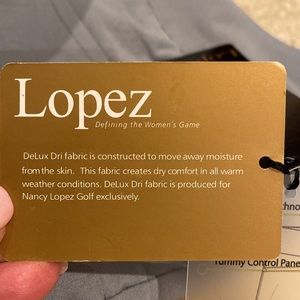 Lopez
Defining the Women's Game
DeLux Dri fabric is constructed to move away moisture
from the skin. This fabric creates dry comfort in all warm
weather conditions. DeLux Dri fabric is produced for
Nancy Lopez Golf exclusively.
Tummy Control Pane